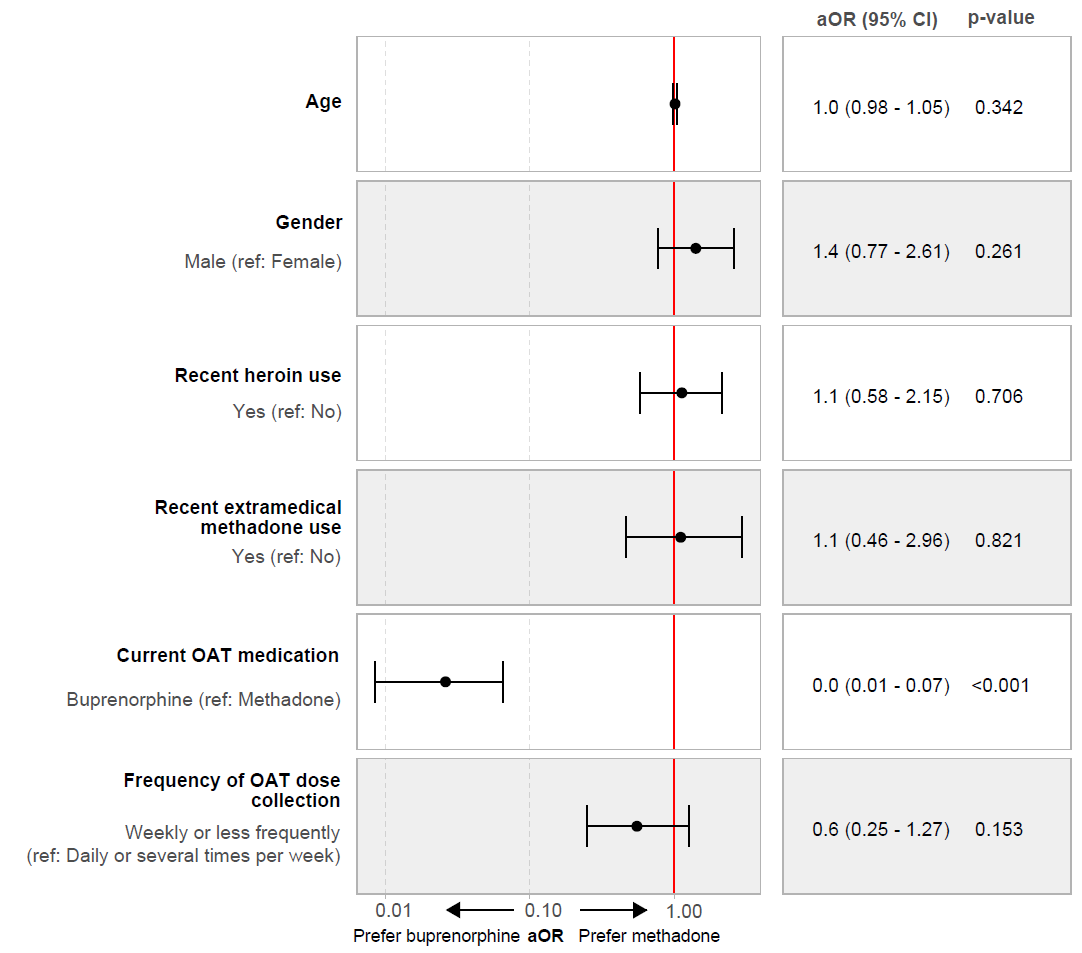 aOR (95% CI) p-value
Age
1.0 (0.98 - 1.05) 0.342
Gender
Male (ref: Female)
1.4 (0.77 - 2.61) 0.261
Recent heroin use
Yes (ref: No)
1.1 (0.58 - 2.15) 0.706
Recent extramedical
methadone use
Yes (ref: No)
1.1 (0.46 - 2.96) 0.821
Current OAT medication
Buprenorphine (ref: Methadone)
0.0 (0.01 - 0.07) <0.001
Frequency of OAT dose
collection
Weekly or less frequently
(ref: Daily or several times per week)
0.6 (0.25 - 1.27) 0.153
0.01 0.10 1.00
Prefer buprenorphine aOR Prefer methadone